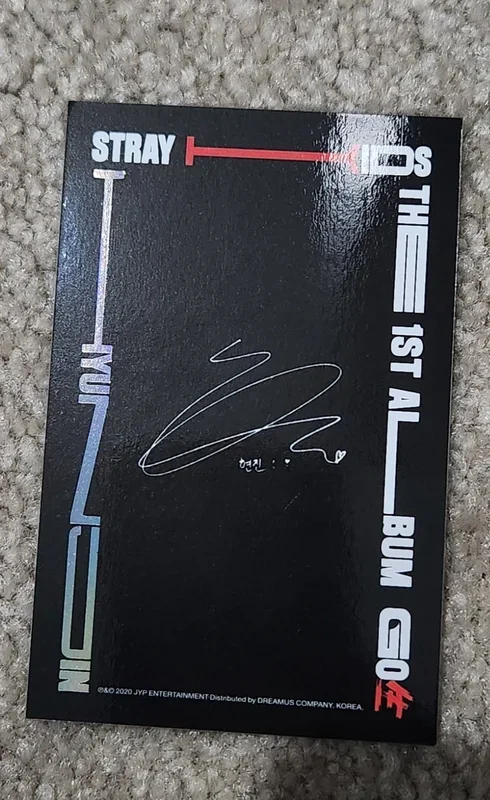 STRAY KIDS
THE 1ST ALBUM GO生
HYUNJIN
현진 :
℗&© 2020 JYP ENTERTAINMENT Distributed by DREAMUS COMPANY. KOREA.